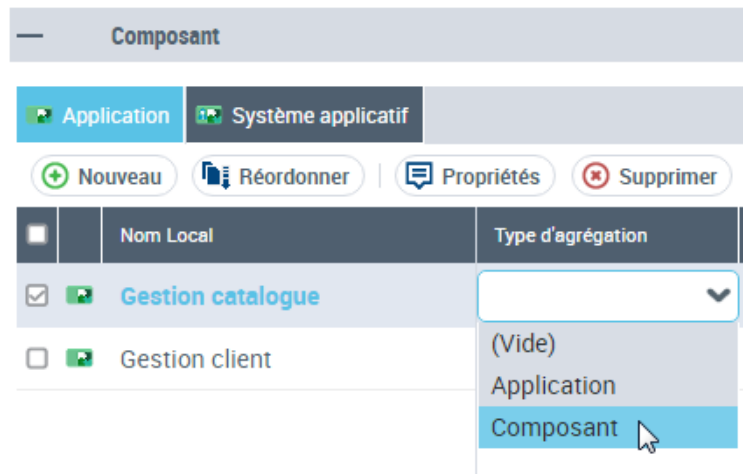 Composant
Application Système applicatif
Nouveau Réordonner Propriétés Supprimer
Nom Local Type d'agrégation
Gestion catalogue
(Vide)
Gestion client
Application
Composant